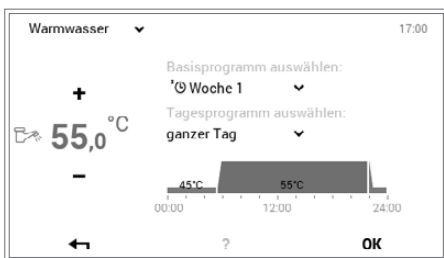 Warmwasser
17:00
Basisprogramm auswählen:
Woche 1
Tagesprogramm auswählen:
ganzer Tag
+
55,0°C
−
45°C 55°C
00:00 12:00 24:00
? OK